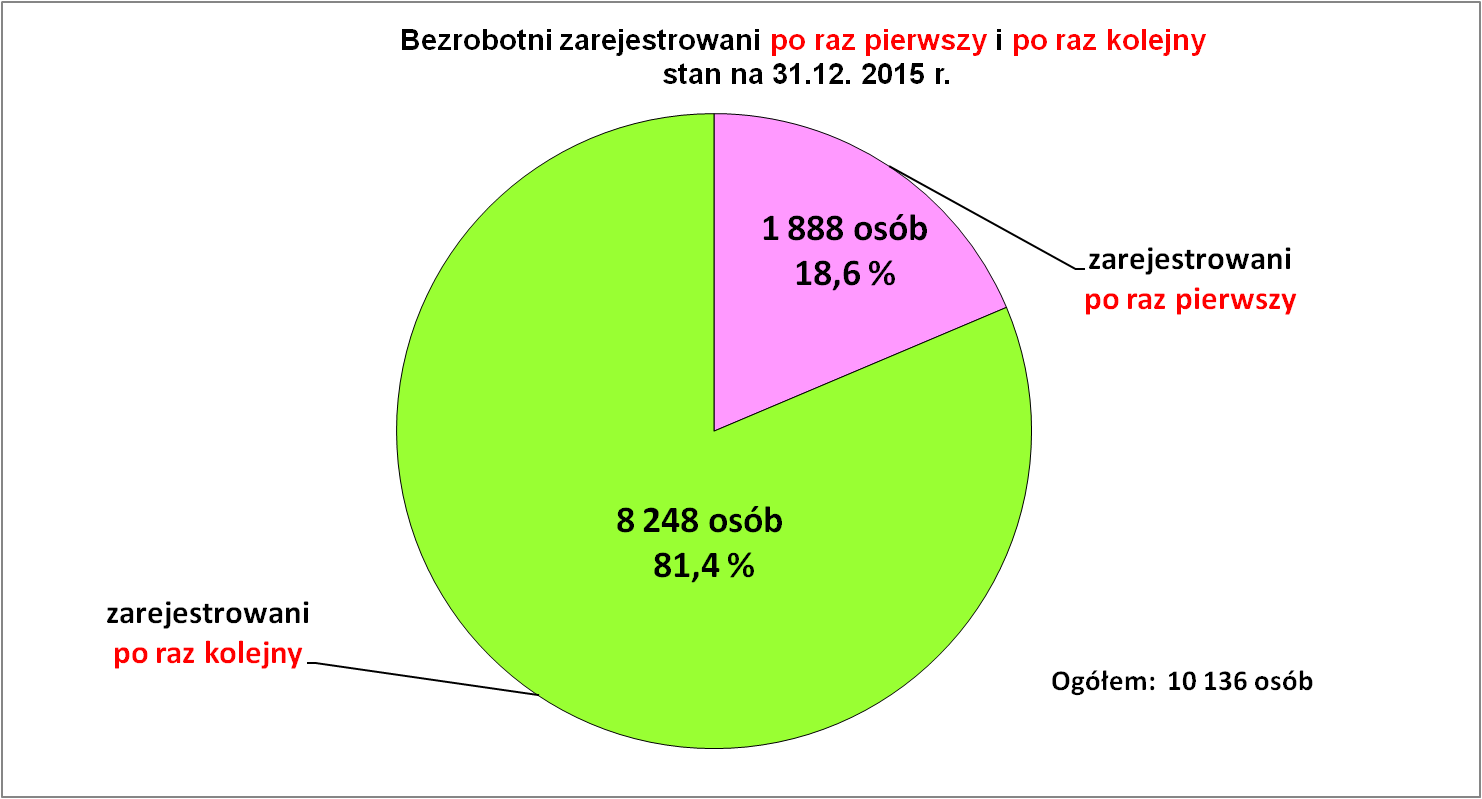 Bezrobotni zarejestrowani po raz pierwszy i po raz kolejny
stan na 31.12. 2015 r.
1 888 osób
18,6 %
zarejestrowani
po raz pierwszy
8 248 osób
81,4 %
zarejestrowani
po raz kolejny
Ogółem: 10 136 osób